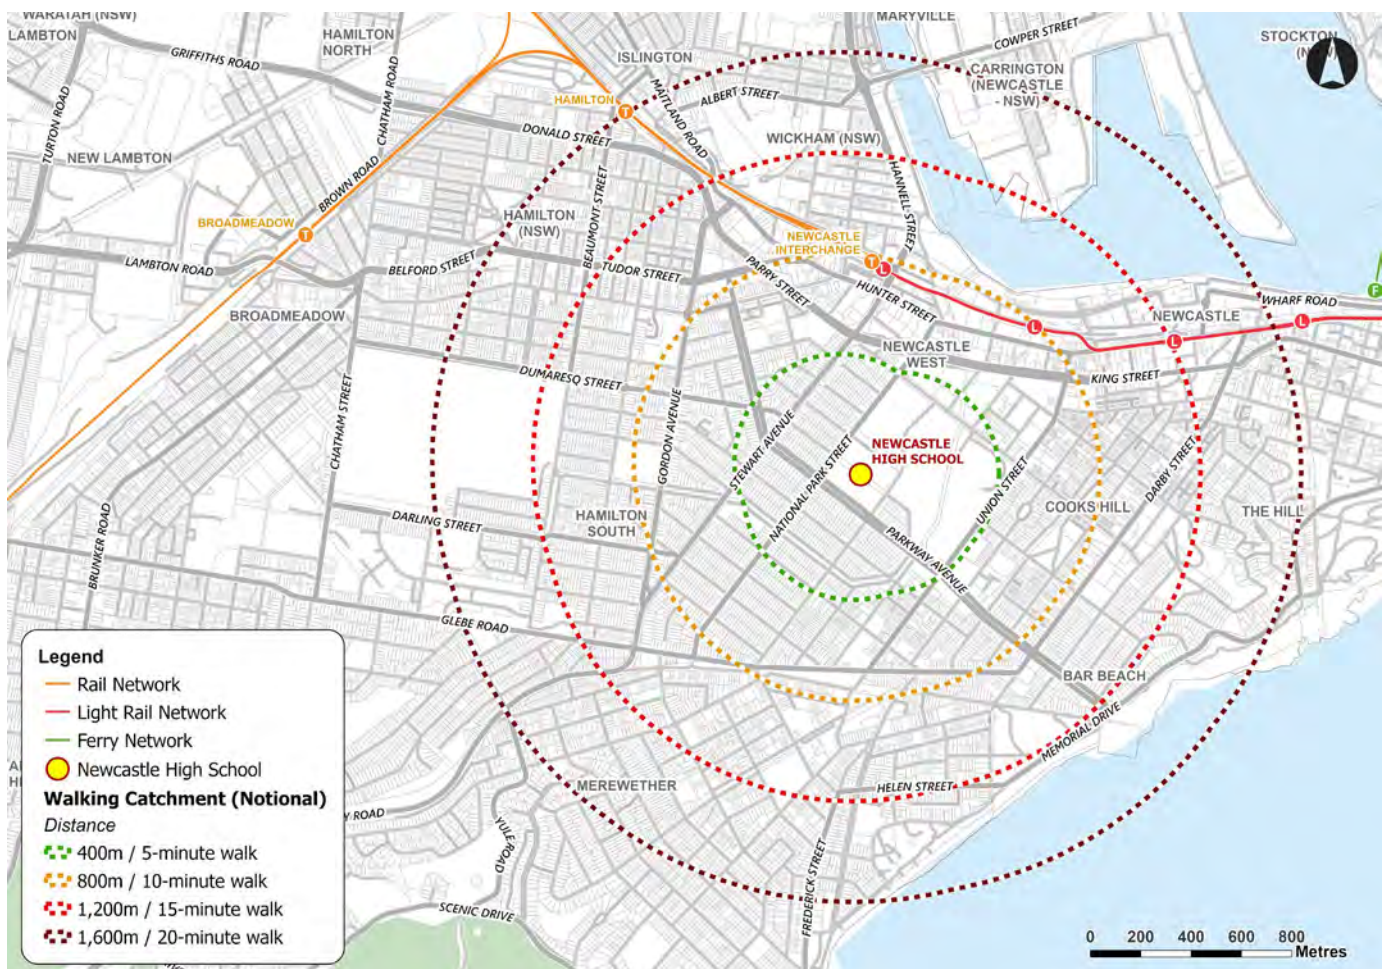 WARATAH (NSW)
LAMBTON
HAMILTON
NORTH
GRIFFITHS ROAD
CHATHAM ROAD
TURTON ROAD
NEW LAMBTON
BROWN ROAD
BROADMEADOW
T
LAMBTON ROAD
BROADMEADOW
BELFORD STREET
HAMILTON
T
ISLINGTON
MAITLAND ROAD
ALBERT STREET
DONALD STREET
BEAUMONT STREET
HAMILTON
(NSW)
TUDOR STREET
MARYVILLE
COWPER STREET
CARRINGTON
(NEWCASTLE
- NSW)
STOCKTON
WICKHAM (NSW)
HANNELL STREET
NEWCASTLE
INTERCHANGE
T
L
PARRY STREET
HUNTER STREET
L
NEWCASTLE
L
L
WHARF ROAD
F
NEWCASTLE
WEST
KING STREET
DUMARESQ STREET
GORDON AVENUE
STEWART AVENUE
NATIONAL PARK STREET
NEWCASTLE
HIGH SCHOOL
UNION STREET
DARBY STREET
COOKS HILL
THE HILL
CHATHAM STREET
DARLING STREET
HAMILTON
SOUTH
PARKWAY AVENUE
BRUNKER ROAD
GLEBE ROAD
BAR BEACH
MEMORIAL DRIVE
MEREWETHER
HELEN STREET
YULE ROAD
FREDERICK STREET
SCENIC DRIVE
Legend
Rail Network
Light Rail Network
Ferry Network
Newcastle High School
Walking Catchment (Notional)
Distance
400m / 5-minute walk
800m / 10-minute walk
1,200m / 15-minute walk
1,600m / 20-minute walk
0 200 400 600 800
Metres